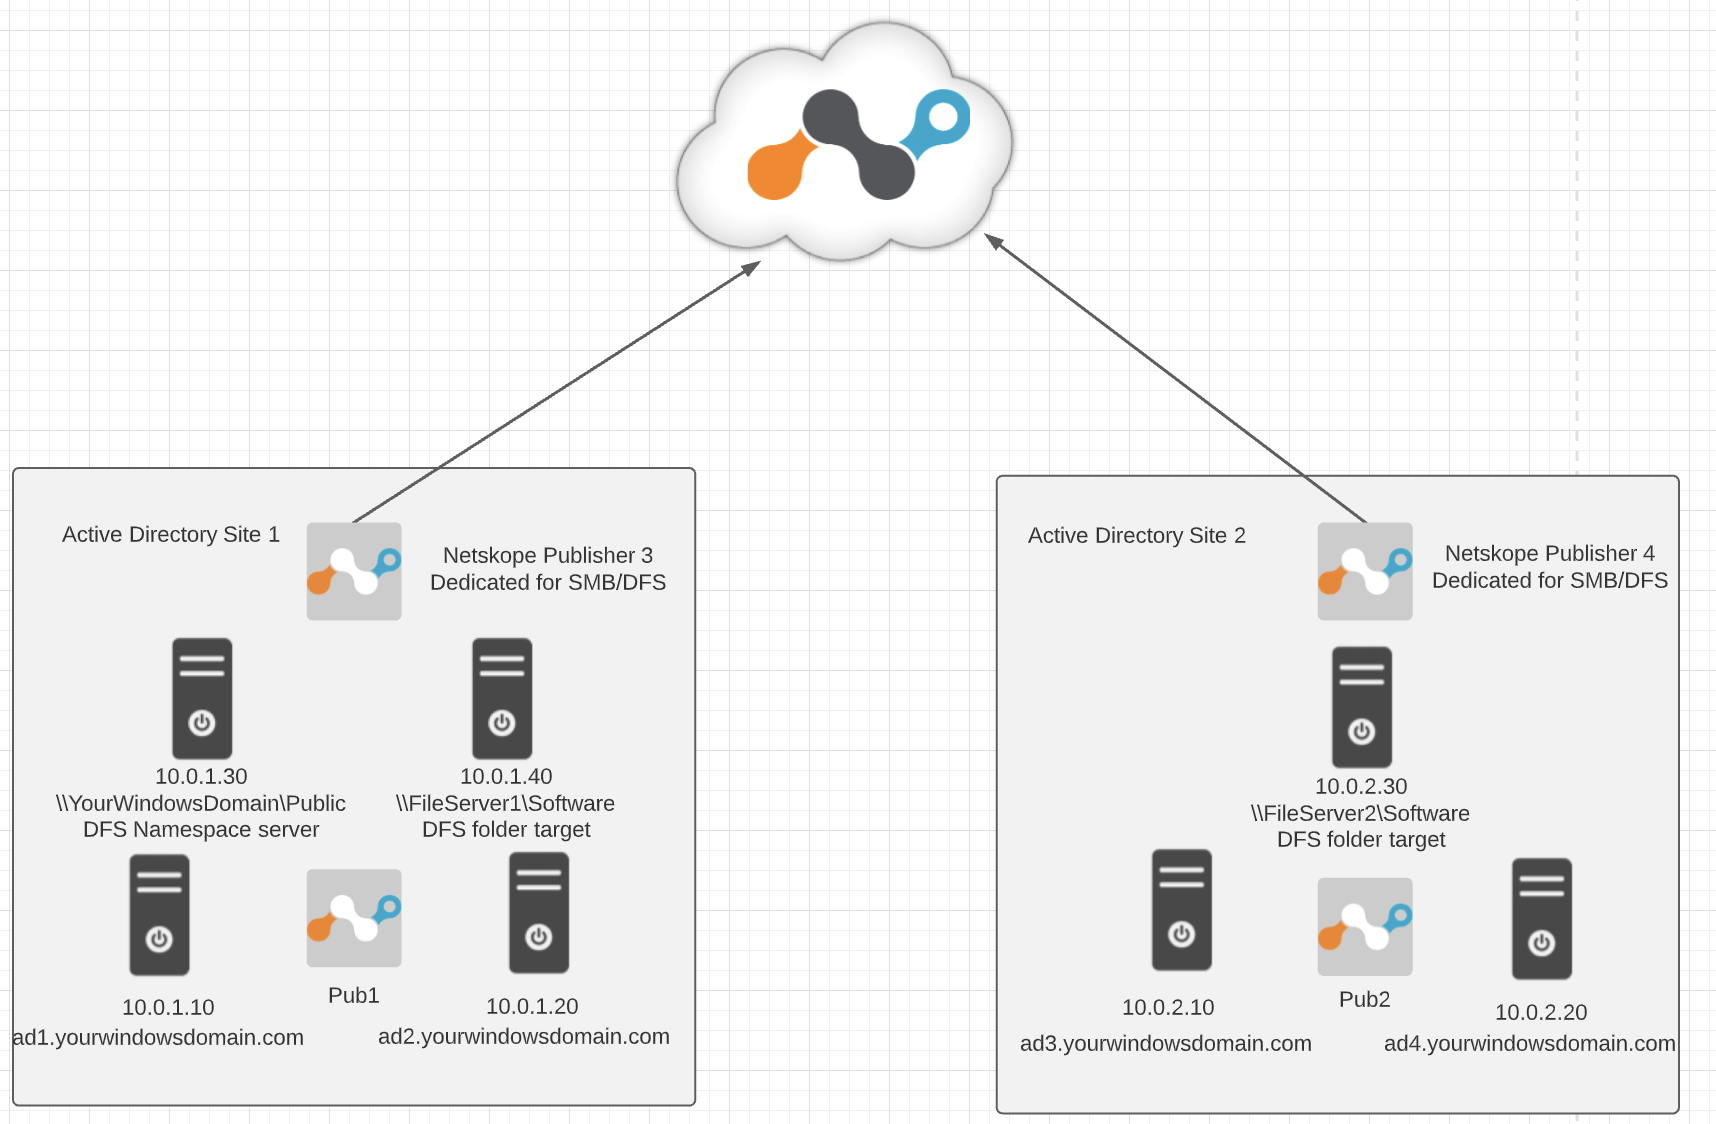 Active Directory Site 1
Netskope Publisher 3
Dedicated for SMB/DFS
10.0.1.30
\\YourWindowsDomain\Public
DFS Namespace server
10.0.1.40
\\FileServer1\Software
DFS folder target
10.0.1.10
ad1.yourwindowsdomain.com
Pub1
10.0.1.20
ad2.yourwindowsdomain.com
Active Directory Site 2
Netskope Publisher 4
Dedicated for SMB/DFS
10.0.2.30
\\FileServer2\Software
DFS folder target
10.0.2.10
ad3.yourwindowsdomain.com
Pub2
10.0.2.20
ad4.yourwindowsdomain.com